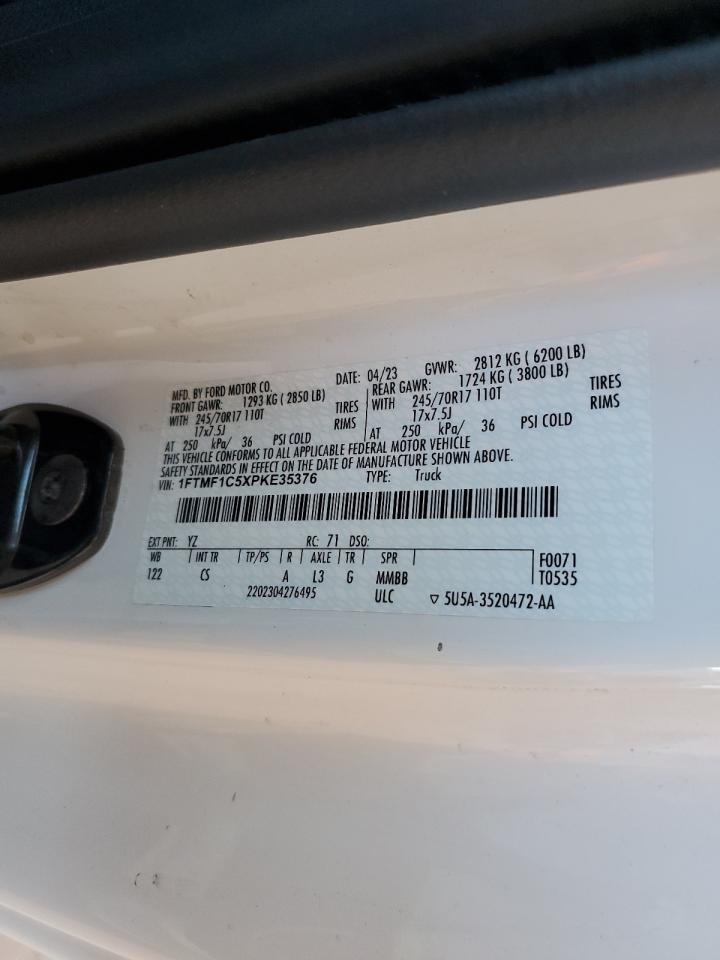 MFD. BY FORD MOTOR CO. DATE: 04/23 GVWR: 2812 KG ( 6200 LB)
FRONT GAWR: 1293 KG ( 2850 LB) REAR GAWR: 1724 KG ( 3800 LB)
WITH 245/70R17 110T TIRES WITH 245/70R17 110T TIRES
17x7.5J RIMS 17x7.5J RIMS
AT 250 kPa/ 36 PSI COLD AT 250 kPa/ 36 PSI COLD
THIS VEHICLE CONFORMS TO ALL APPLICABLE FEDERAL MOTOR VEHICLE
SAFETY STANDARDS IN EFFECT ON THE DATE OF MANUFACTURE SHOWN ABOVE.
VIN: 1FTMF1C5XPKE35376 TYPE: Truck
EXT PNT: YZ RC: 71 DSO:
WB INT TR TP/PS R AXLE TR SPR F0071
122 CS A L3 G MMBB T0535
2202304276495 ULC ▽ 5U5A-3520472-AA